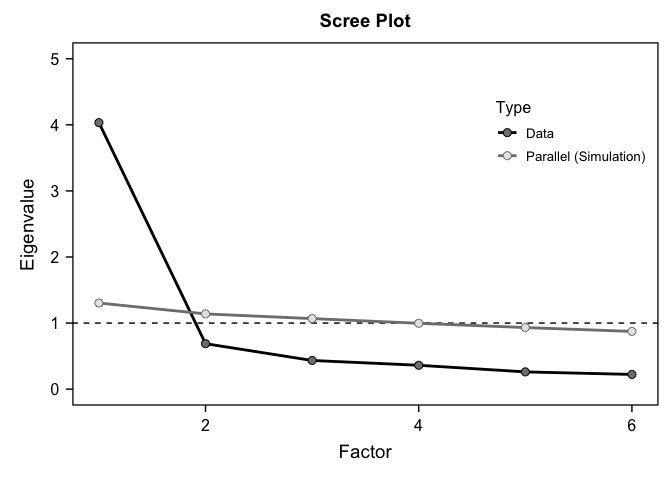 Scree Plot
5
4
3
2
1
0
Eigenvalue
Type
Data
Parallel (Simulation)
2
4
6
Factor